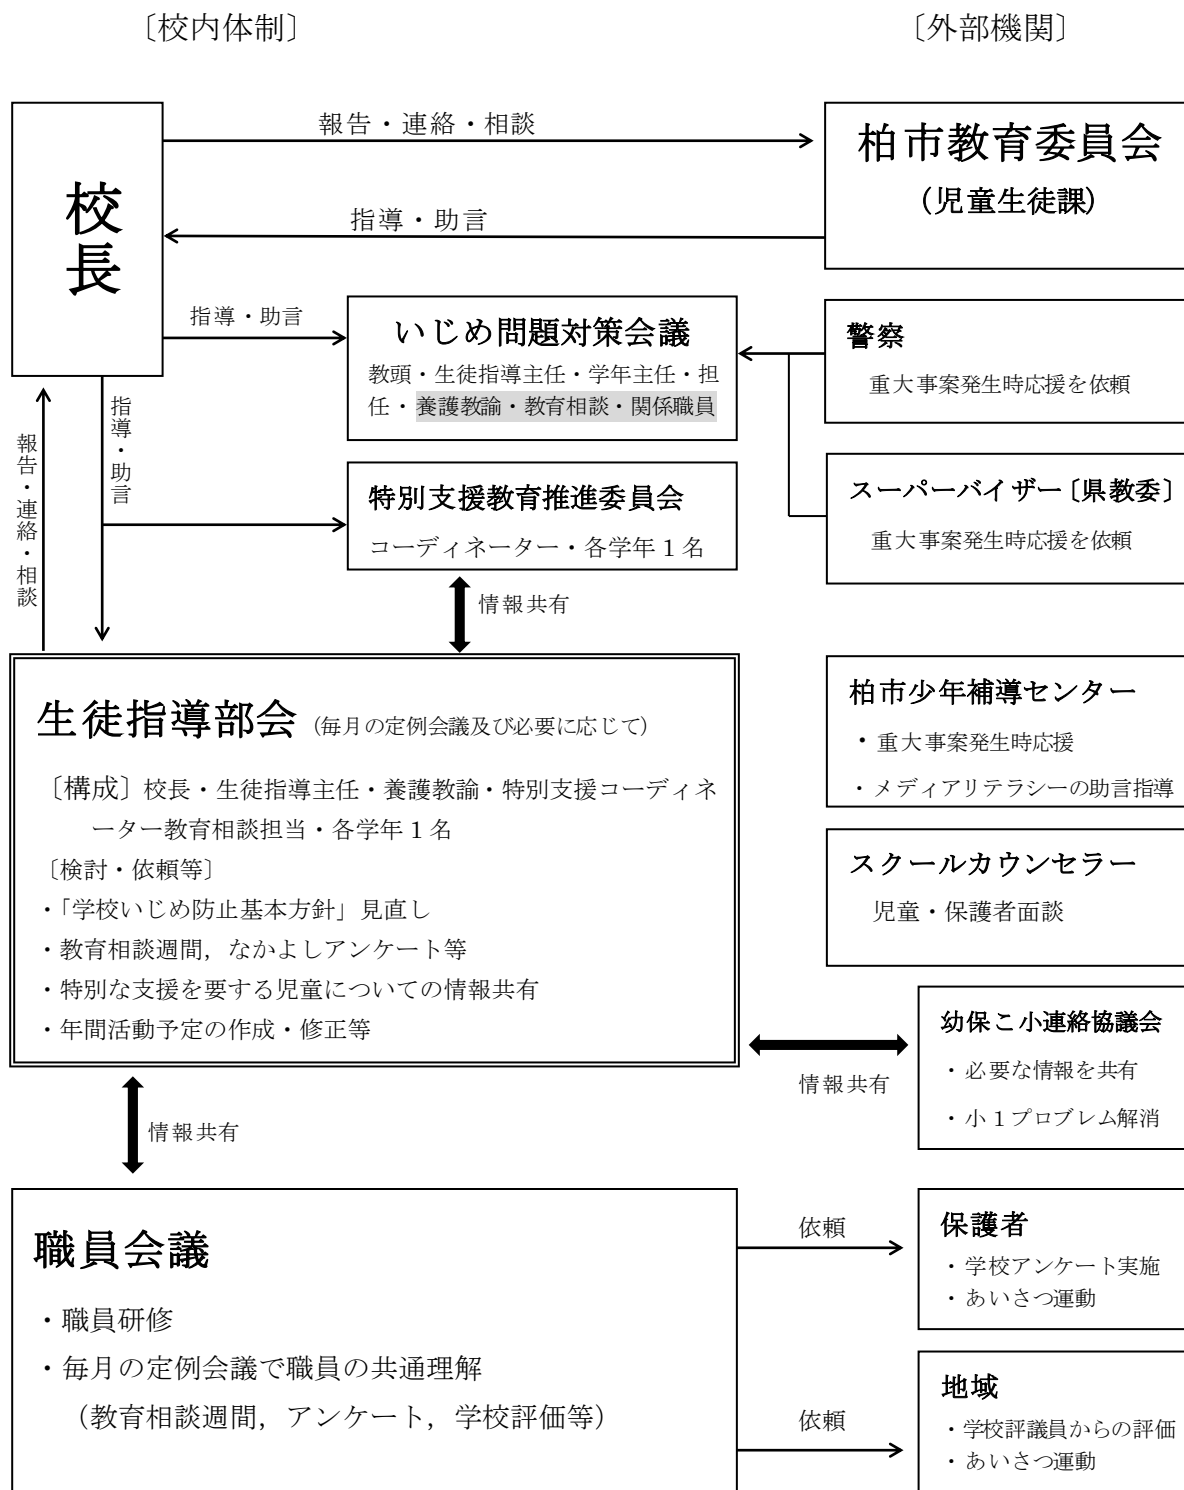 〔校内体制〕
〔外部機関〕
報告・連絡・相談
校長
柏市教育委員会
（児童生徒課）
指導・助言
指導・助言
いじめ問題対策会議
教頭・生徒指導主任・学年主任・担
任・養護教諭・教育相談・関係職員
警察
重大事案発生時応援を依頼
指導・助言
報告・連絡・相談
特別支援教育推進委員会
コーディネーター・各学年１名
スーパーバイザー〔県教委〕
重大事案発生時応援を依頼
情報共有
生徒指導部会（毎月の定例会議及び必要に応じて）
〔構成〕校長・生徒指導主任・養護教諭・特別支援コーディネ
ーター教育相談担当・各学年１名
〔検討・依頼等〕
・「学校いじめ防止基本方針」見直し
・教育相談週間，なかよしアンケート等
・特別な支援を要する児童についての情報共有
・年間活動予定の作成・修正等
柏市少年補導センター
・重大事案発生時応援
・メディアリテラシーの助言指導
スクールカウンセラー
児童・保護者面談
情報共有
幼保こ小連絡協議会
・必要な情報を共有
・小１プロブレム解消
情報共有
職員会議
・職員研修
・毎月の定例会議で職員の共通理解
（教育相談週間，アンケート，学校評価等）
依頼
保護者
・学校アンケート実施
・あいさつ運動
依頼
地域
・学校評議員からの評価
・あいさつ運動